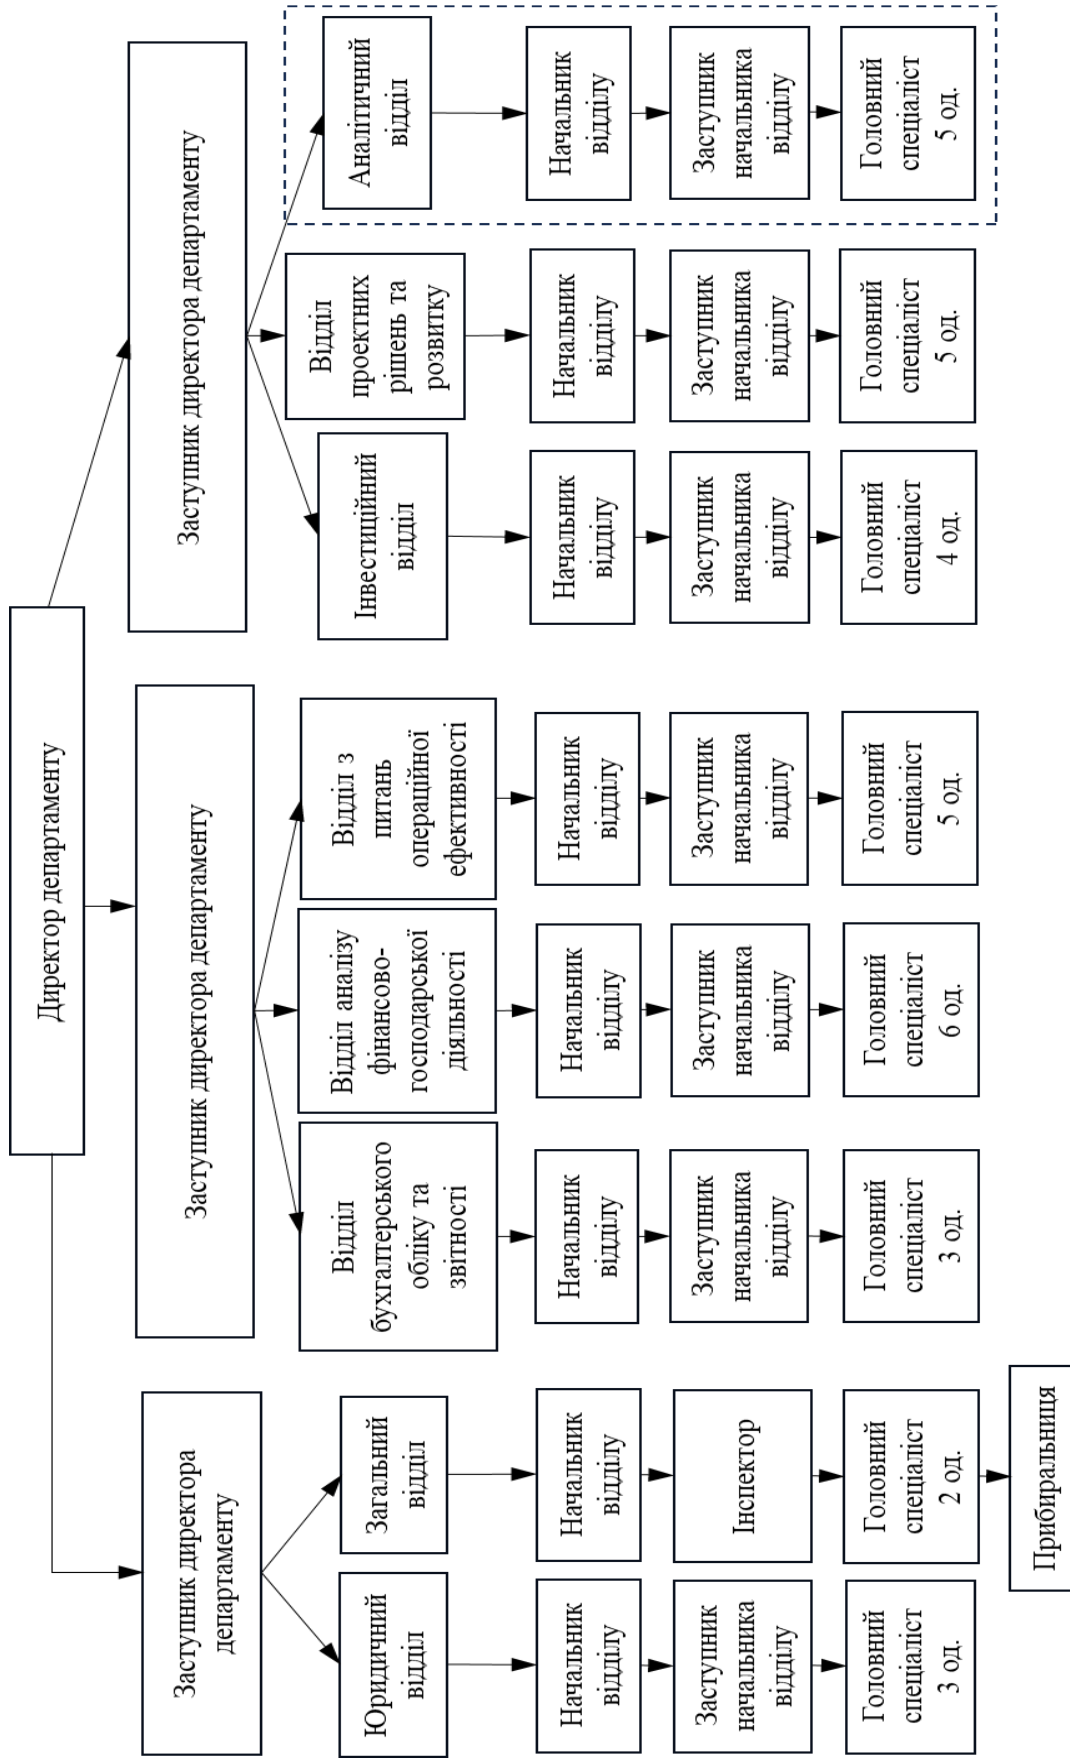 Директор департаменту
Заступник директора
департаменту
Заступник директора департаменту
Заступник директора департаменту
Юридичний
відділ
Загальний
відділ
Відділ
бухгалтерського
обліку та
звітності
Відділ аналізу
фінансово-
господарської
діяльності
Відділ з
питань
операційної
ефективності
Інвестиційний
відділ
Відділ
проектних
рішень та
розвитку
Аналітичний
відділ
Начальник
відділу
Начальник
відділу
Начальник
відділу
Начальник
відділу
Начальник
відділу
Начальник
відділу
Начальник
відділу
Начальник
відділу
Заступник
начальника
відділу
Інспектор
Заступник
начальника
відділу
Заступник
начальника
відділу
Заступник
начальника
відділу
Заступник
начальника
відділу
Заступник
начальника
відділу
Заступник
начальника
відділу
Головний
спеціаліст
3 од.
Головний
спеціаліст
2 од.
Головний
спеціаліст
3 од.
Головний
спеціаліст
6 од.
Головний
спеціаліст
5 од.
Головний
спеціаліст
4 од.
Головний
спеціаліст
5 од.
Головний
спеціаліст
5 од.
Прибиральниця